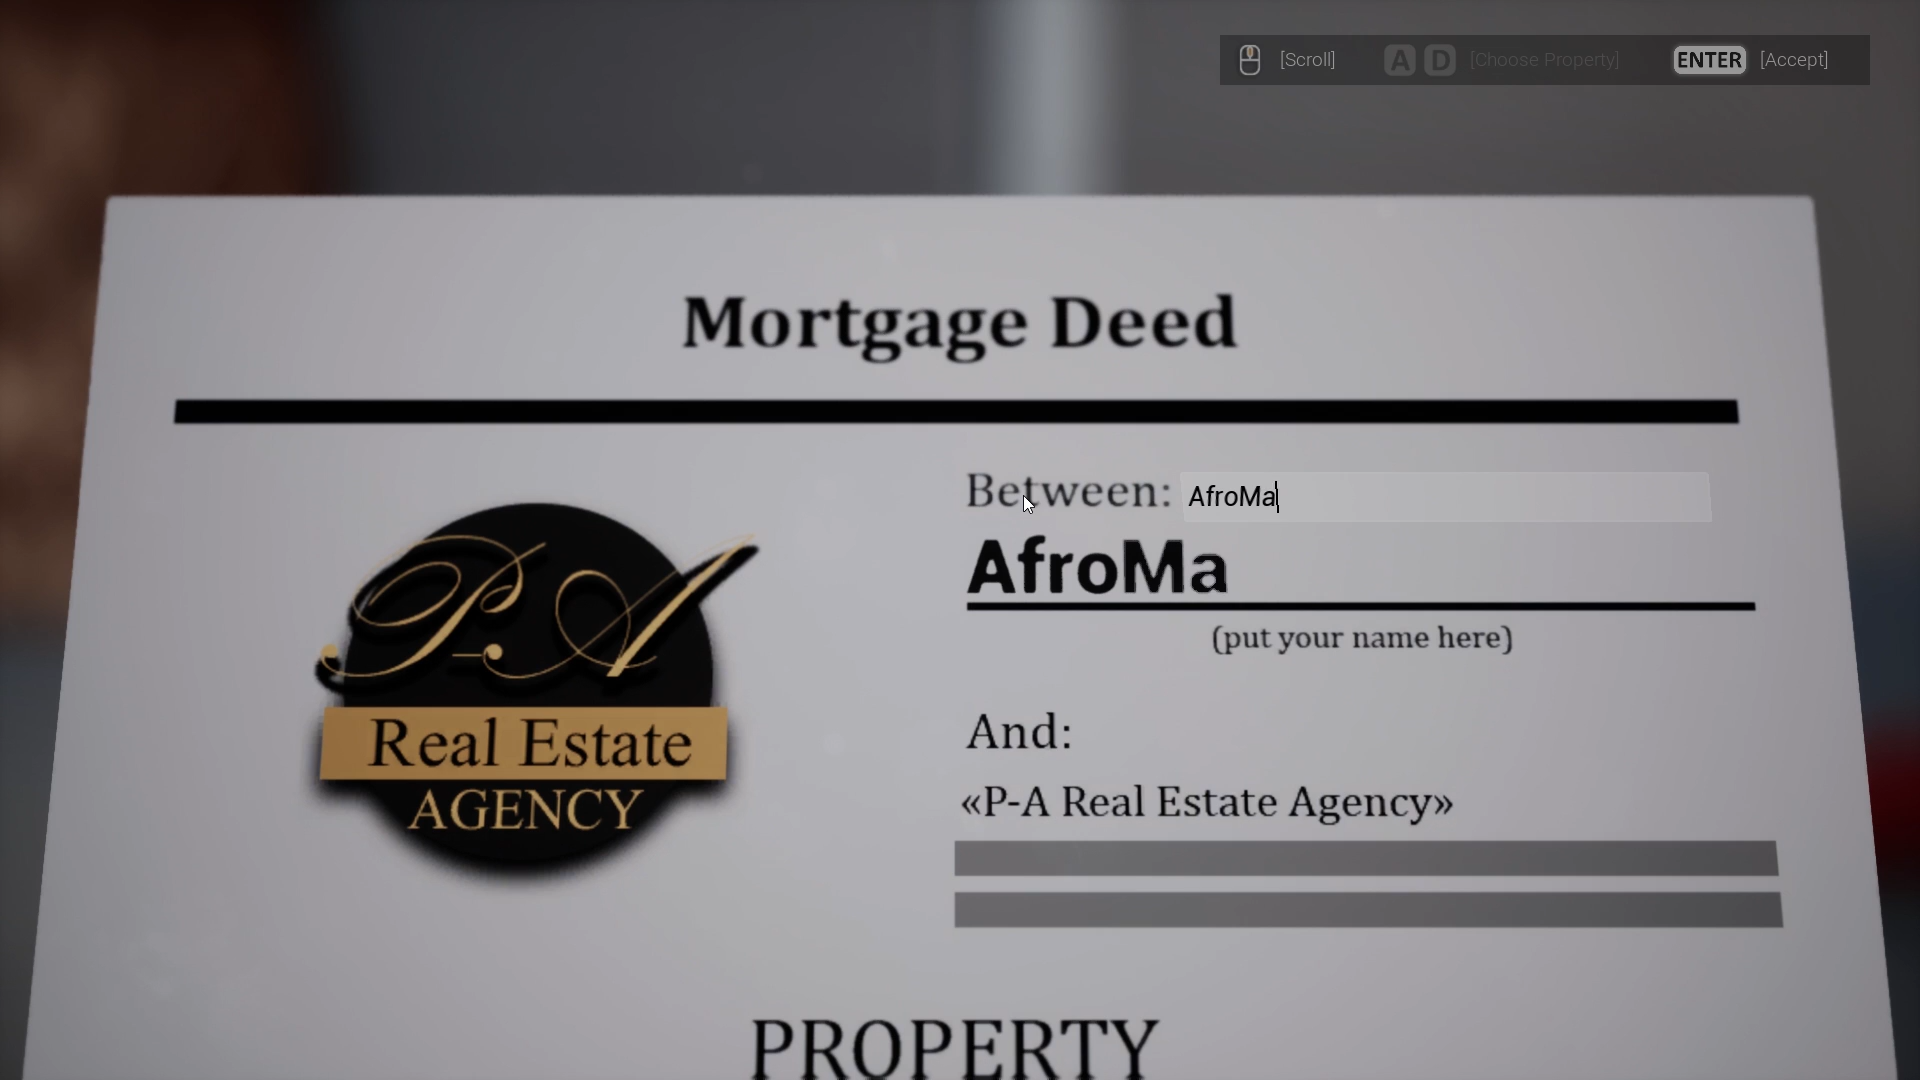 [Scroll] A D [Choose Property] ENTER [Accept]
Mortgage Deed
Between: AfroMa
AfroMa
(put your name here)
P-A
Real Estate
AGENCY
And:
«P-A Real Estate Agency»
PROPERTY